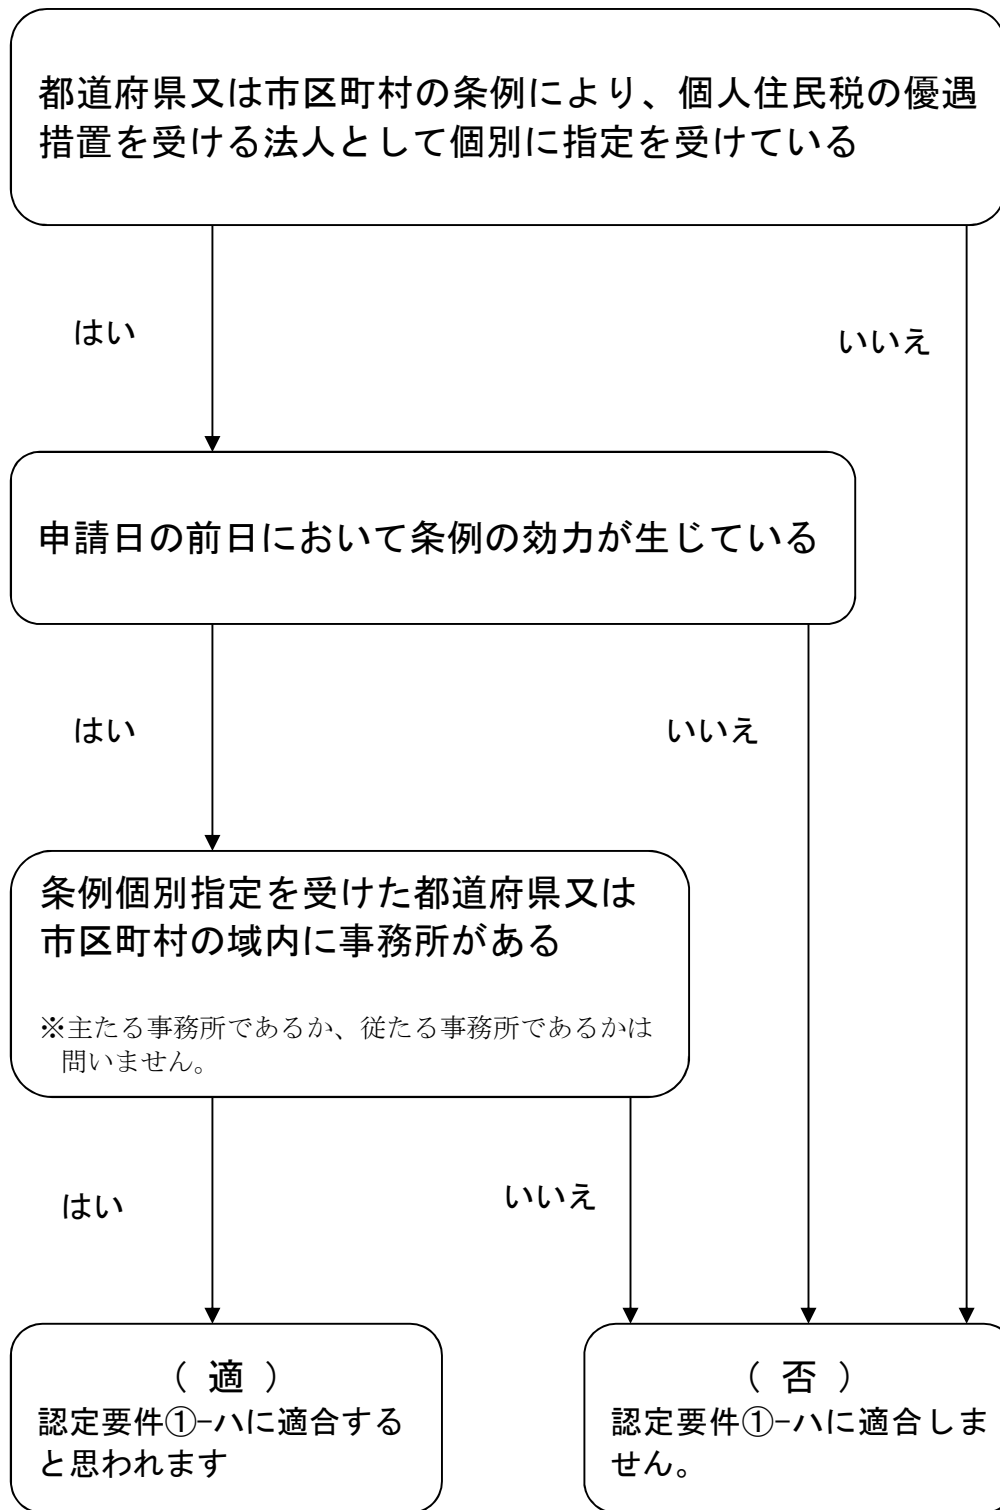 都道府県又は市区町村の条例により、個人住民税の優遇
措置を受ける法人として個別に指定を受けている
はい
いいえ
申請日の前日において条例の効力が生じている
はい
いいえ
条例個別指定を受けた都道府県又は
市区町村の域内に事務所がある
※主たる事務所であるか、従たる事務所であるかは
問いません。
はい
いいえ
（ 適 ）
認定要件①-ハに適合する
と思われます
（ 否 ）
認定要件①-ハに適合しま
せん。